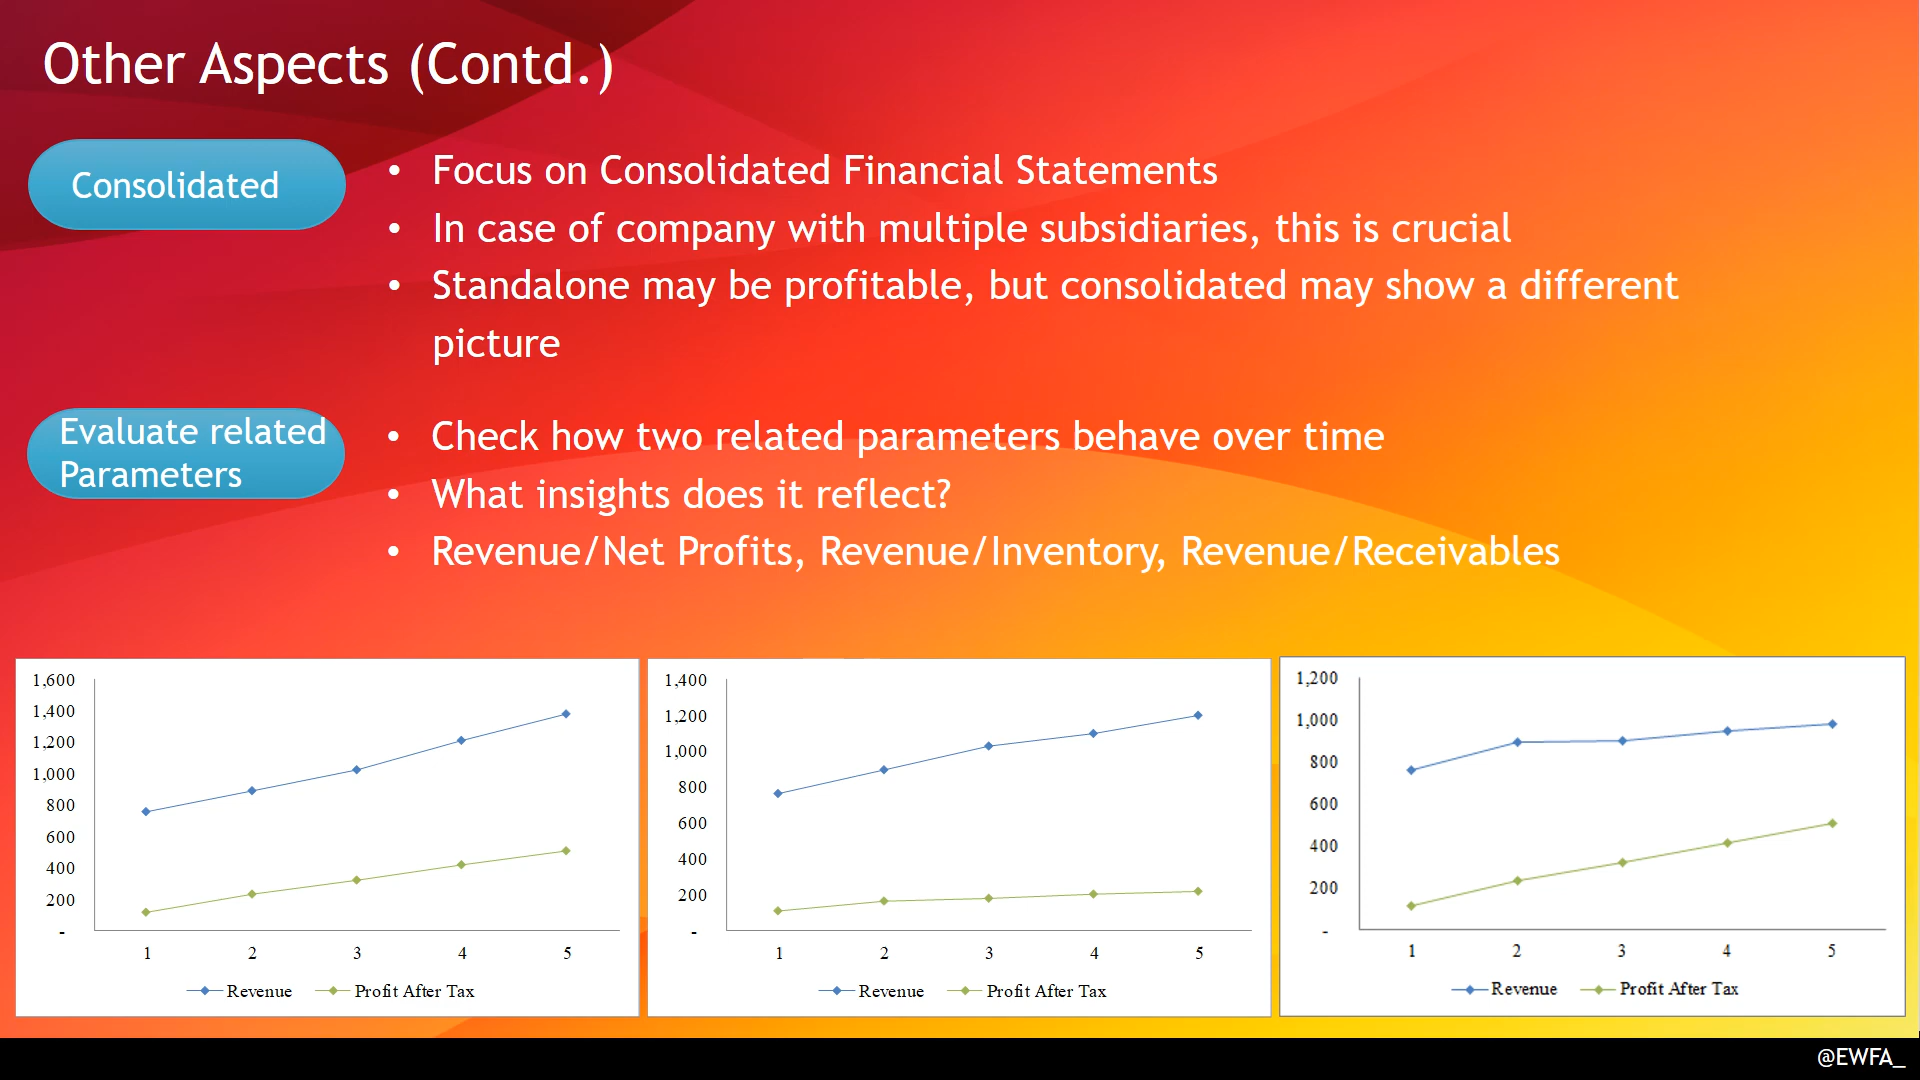 Other Aspects (Contd.)
Consolidated
• Focus on Consolidated Financial Statements
• In case of company with multiple subsidiaries, this is crucial
• Standalone may be profitable, but consolidated may show a different
picture
Evaluate related
Parameters
• Check how two related parameters behave over time
• What insights does it reflect?
• Revenue/Net Profits, Revenue/Inventory, Revenue/Receivables
1,600
1,400
1,200
1,000
800
600
400
200
-
1 2 3 4 5
Revenue Profit After Tax
1,400
1,200
1,000
800
600
400
200
-
1 2 3 4 5
Revenue Profit After Tax
1,200
1,000
800
600
400
200
-
1 2 3 4 5
Revenue Profit After Tax
@EWFA_